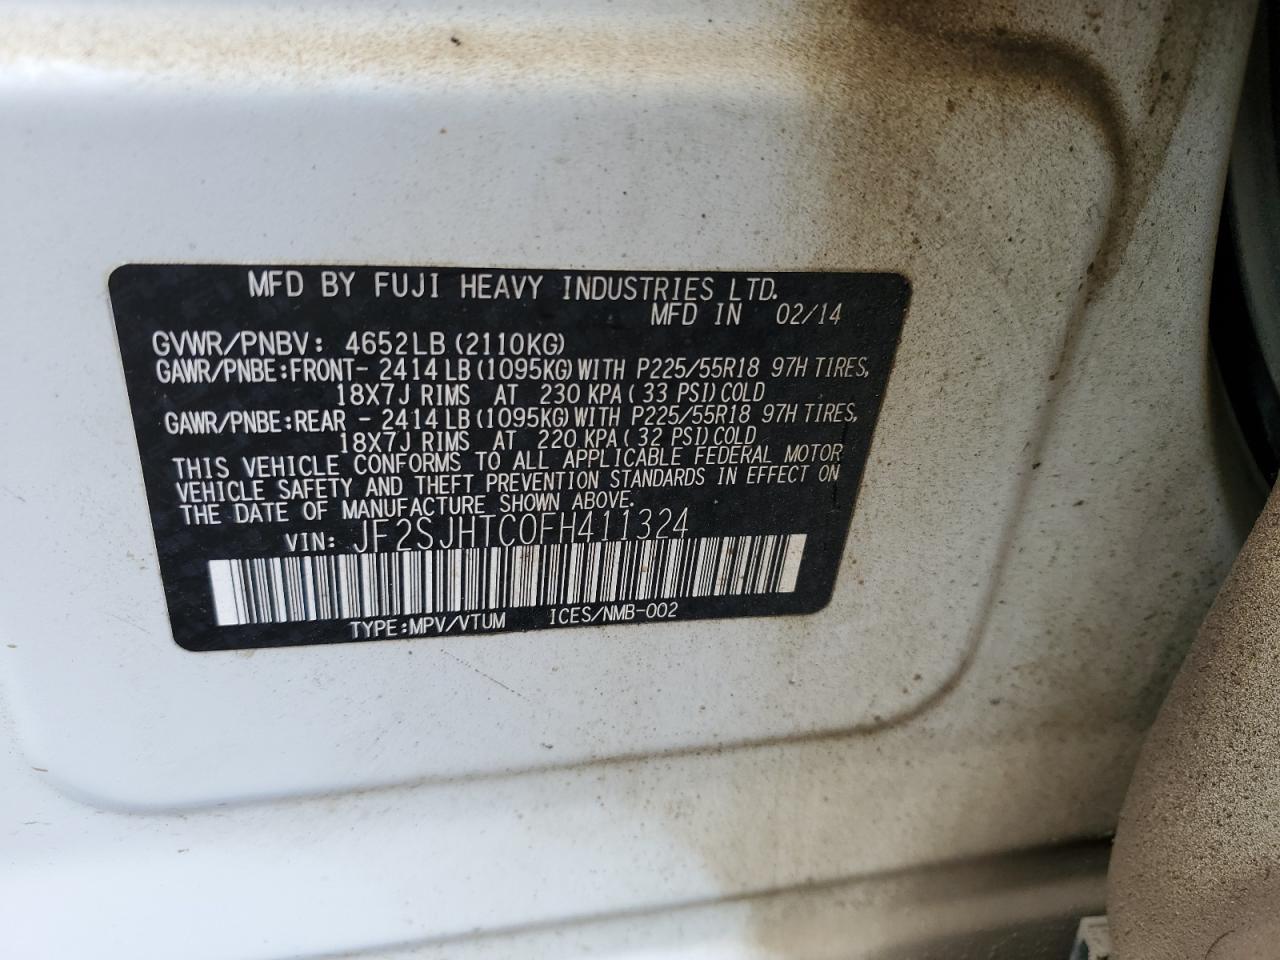 MFD BY FUJI HEAVY INDUSTRIES LTD.
MFD IN 02/14
GVWR/PNBV: 4652LB (2110KG)
GAWR/PNBE:FRONT- 2414 LB (1095KG) WITH P225/55R18 97H TIRES,
18X7J RIMS AT 230 KPA ( 33 PSI) COLD
GAWR/PNBE:REAR - 2414 LB (1095KG) WITH P225/55R18 97H TIRES,
18X7J RIMS AT 220 KPA ( 32 PSI) COLD
THIS VEHICLE CONFORMS TO ALL APPLICABLE FEDERAL MOTOR
VEHICLE SAFETY AND THEFT PREVENTION STANDARDS IN EFFECT ON
THE DATE OF MANUFACTURE SHOWN ABOVE.
VIN: JF2SJHTC0FH411324
TYPE:MPV/VTUM ICES/NMB-002